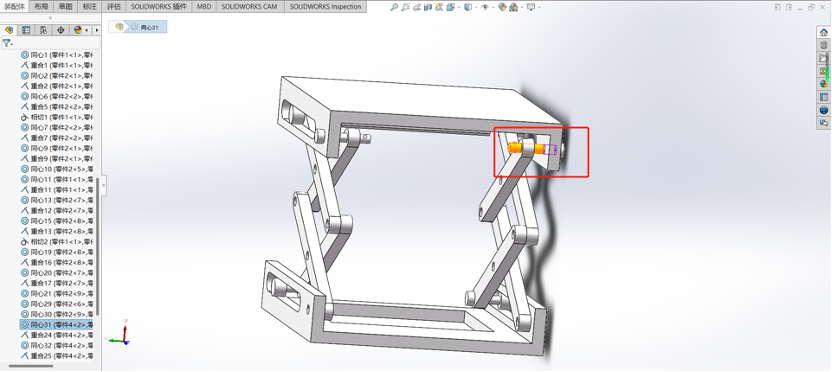 装配体 布局 草图 标注 评估 SOLIDWORKS 插件 MBD SOLIDWORKS CAM SOLIDWORKS Inspection
同心31
同心1 (零件1<1>,零
重合1 (零件1<1>,零
同心2 (零件2<1>,零
重合2 (零件2<1>,零
同心6 (零件2<2>,零
重合5 (零件2<2>,零
相切1 (零件1<1>,零
同心7 (零件2<2>,零
重合7 (零件2<2>,零
同心9 (零件2<1>,零
重合9 (零件2<1>,零
同心10 (零件2<5>,零
同心11 (零件1<1>,零
重合11 (零件1<1>,零
同心13 (零件2<7>,零
重合12 (零件2<7>,零
同心15 (零件2<8>,零
重合13 (零件2<8>,零
相切2 (零件1<1>,零
同心19 (零件2<8>,零
重合16 (零件2<8>,零
同心20 (零件2<7>,零
重合17 (零件2<7>,零
同心21 (零件2<9>,零
同心29 (零件2<6>,零
同心30 (零件2<9>,零
同心31 (零件4<2>,零
重合24 (零件4<2>,零
同心32 (零件4<2>,零
重合25 (零件4<2>,零